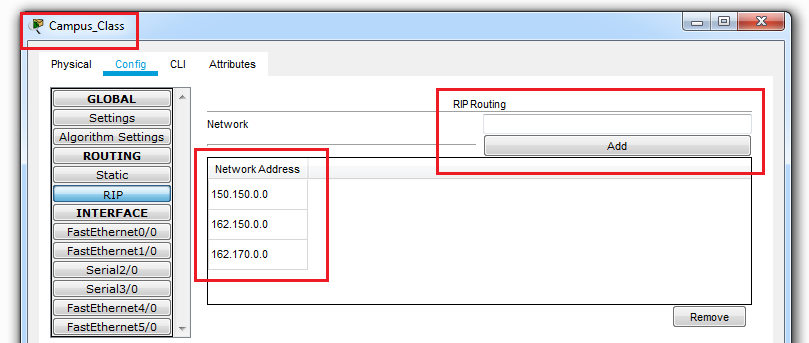 Campus_Class
Physical Config CLI Attributes
GLOBAL
Settings
Algorithm Settings
ROUTING
Static
RIP
INTERFACE
FastEthernet0/0
FastEthernet1/0
Serial2/0
Serial3/0
FastEthernet4/0
FastEthernet5/0
RIP Routing
Network
Add
Network Address
150.150.0.0
162.150.0.0
162.170.0.0
Remove